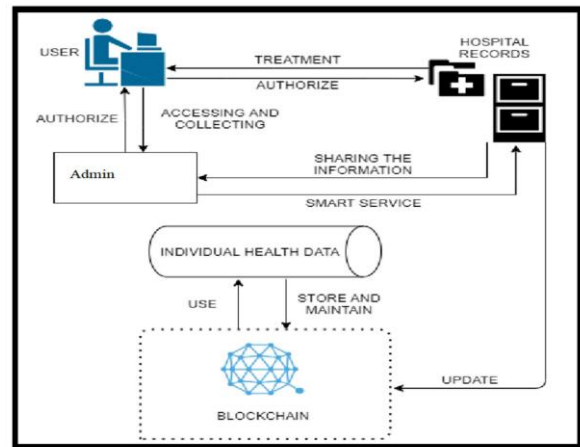 USER
HOSPITAL
RECORDS
TREATMENT
AUTHORIZE
AUTHORIZE
ACCESSING AND
COLLECTING
Admin
SHARING THE
INFORMATION
SMART SERVICE
INDIVIDUAL HEALTH DATA
USE
STORE AND
MAINTAIN
UPDATE
BLOCKCHAIN